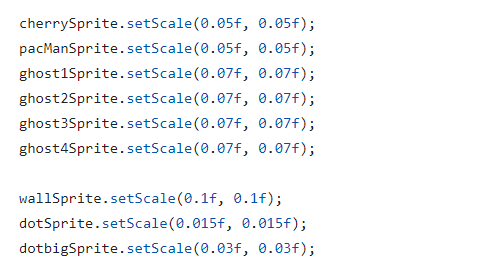 cherrySprite.setScale(0.05f, 0.05f);
pacManSprite.setScale(0.05f, 0.05f);
ghost1Sprite.setScale(0.07f, 0.07f);
ghost2Sprite.setScale(0.07f, 0.07f);
ghost3Sprite.setScale(0.07f, 0.07f);
ghost4Sprite.setScale(0.07f, 0.07f);
wallSprite.setScale(0.1f, 0.1f);
dotSprite.setScale(0.015f, 0.015f);
dotbigSprite.setScale(0.03f, 0.03f);